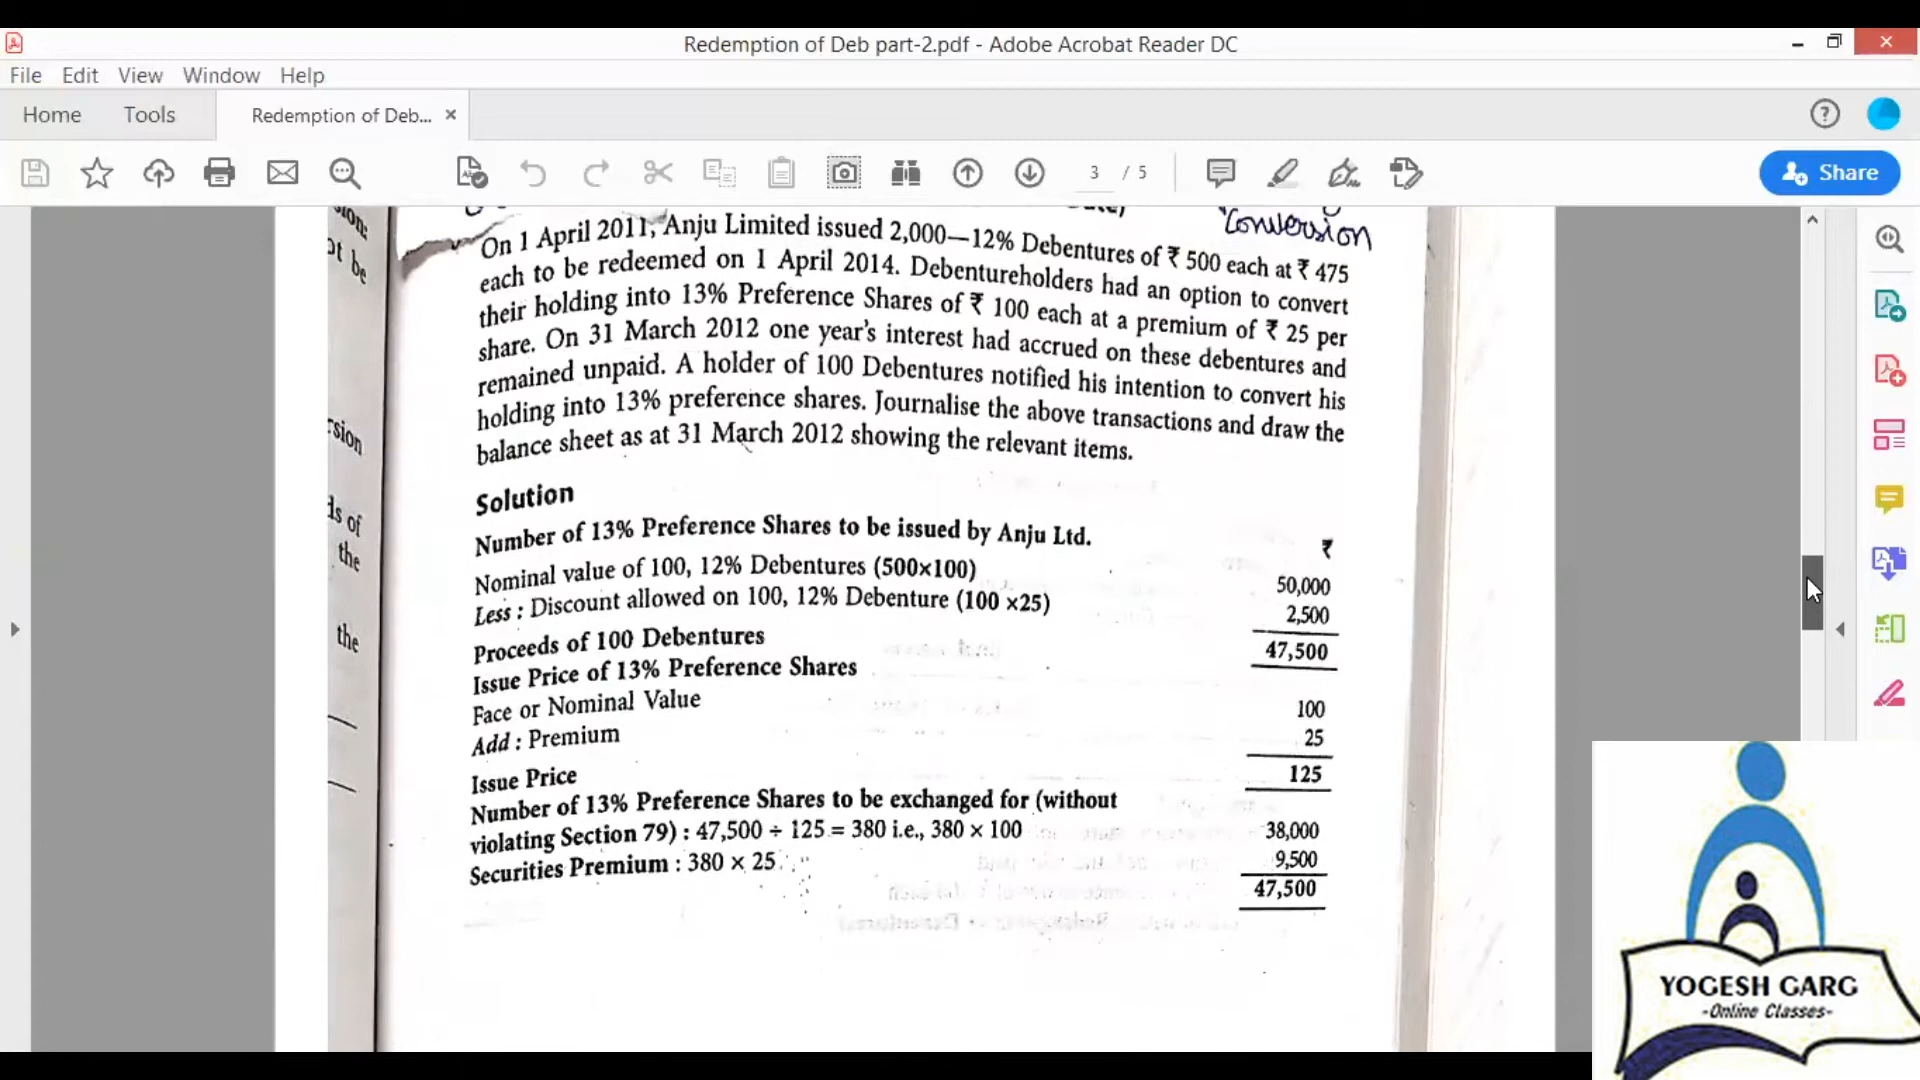 Redemption of Deb part-2.pdf - Adobe Acrobat Reader DC
File Edit View Window Help
Home Tools Redemption of Deb... ×
3 / 5
Share
Conversion
On 1 April 2011, Anju Limited issued 2,000—12% Debentures of ₹ 500 each at ₹ 475
each to be redeemed on 1 April 2014. Debentureholders had an option to convert
their holding into 13% Preference Shares of ₹ 100 each at a premium of ₹ 25 per
share. On 31 March 2012 one year's interest had accrued on these debentures and
remained unpaid. A holder of 100 Debentures notified his intention to convert his
holding into 13% preference shares. Journalise the above transactions and draw the
balance sheet as at 31 March 2012 showing the relevant items.
ot be
rsion
ds of
the
the
Solution
Number of 13% Preference Shares to be issued by Anju Ltd.
₹
Nominal value of 100, 12% Debentures (500×100) 50,000
Less : Discount allowed on 100, 12% Debenture (100 ×25) 2,500
Proceeds of 100 Debentures 47,500
Issue Price of 13% Preference Shares
Face or Nominal Value 100
Add : Premium 25
Issue Price 125
Number of 13% Preference Shares to be exchanged for (without
violating Section 79) : 47,500 ÷ 125 = 380 i.e., 380 × 100 38,000
Securities Premium : 380 × 25 9,500
47,500
YOGESH GARG
-Online Classes-